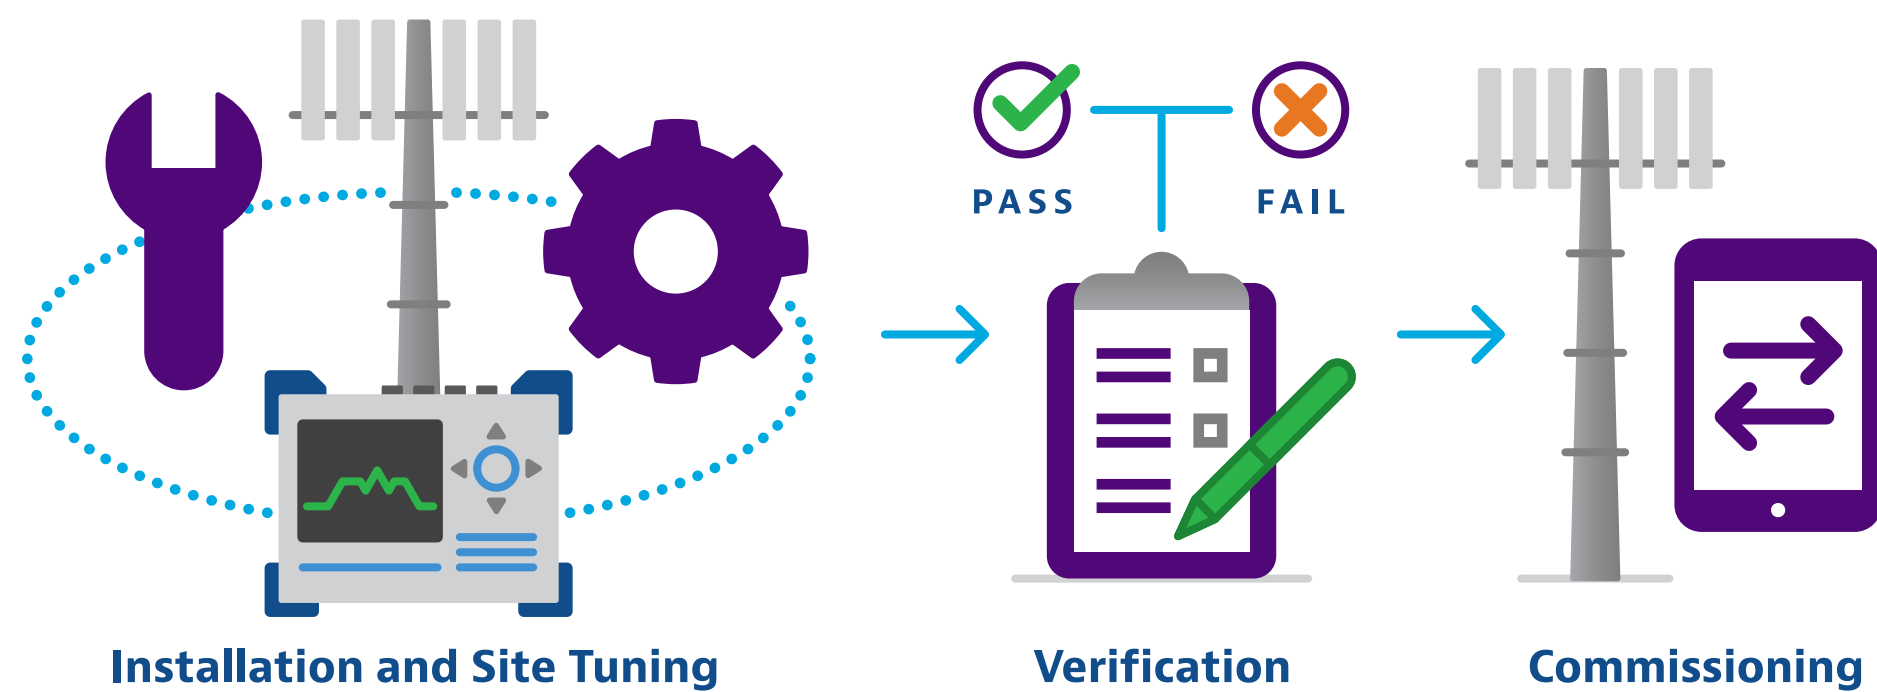 PASS
FAIL
Installation and Site Tuning
Verification
Commissioning